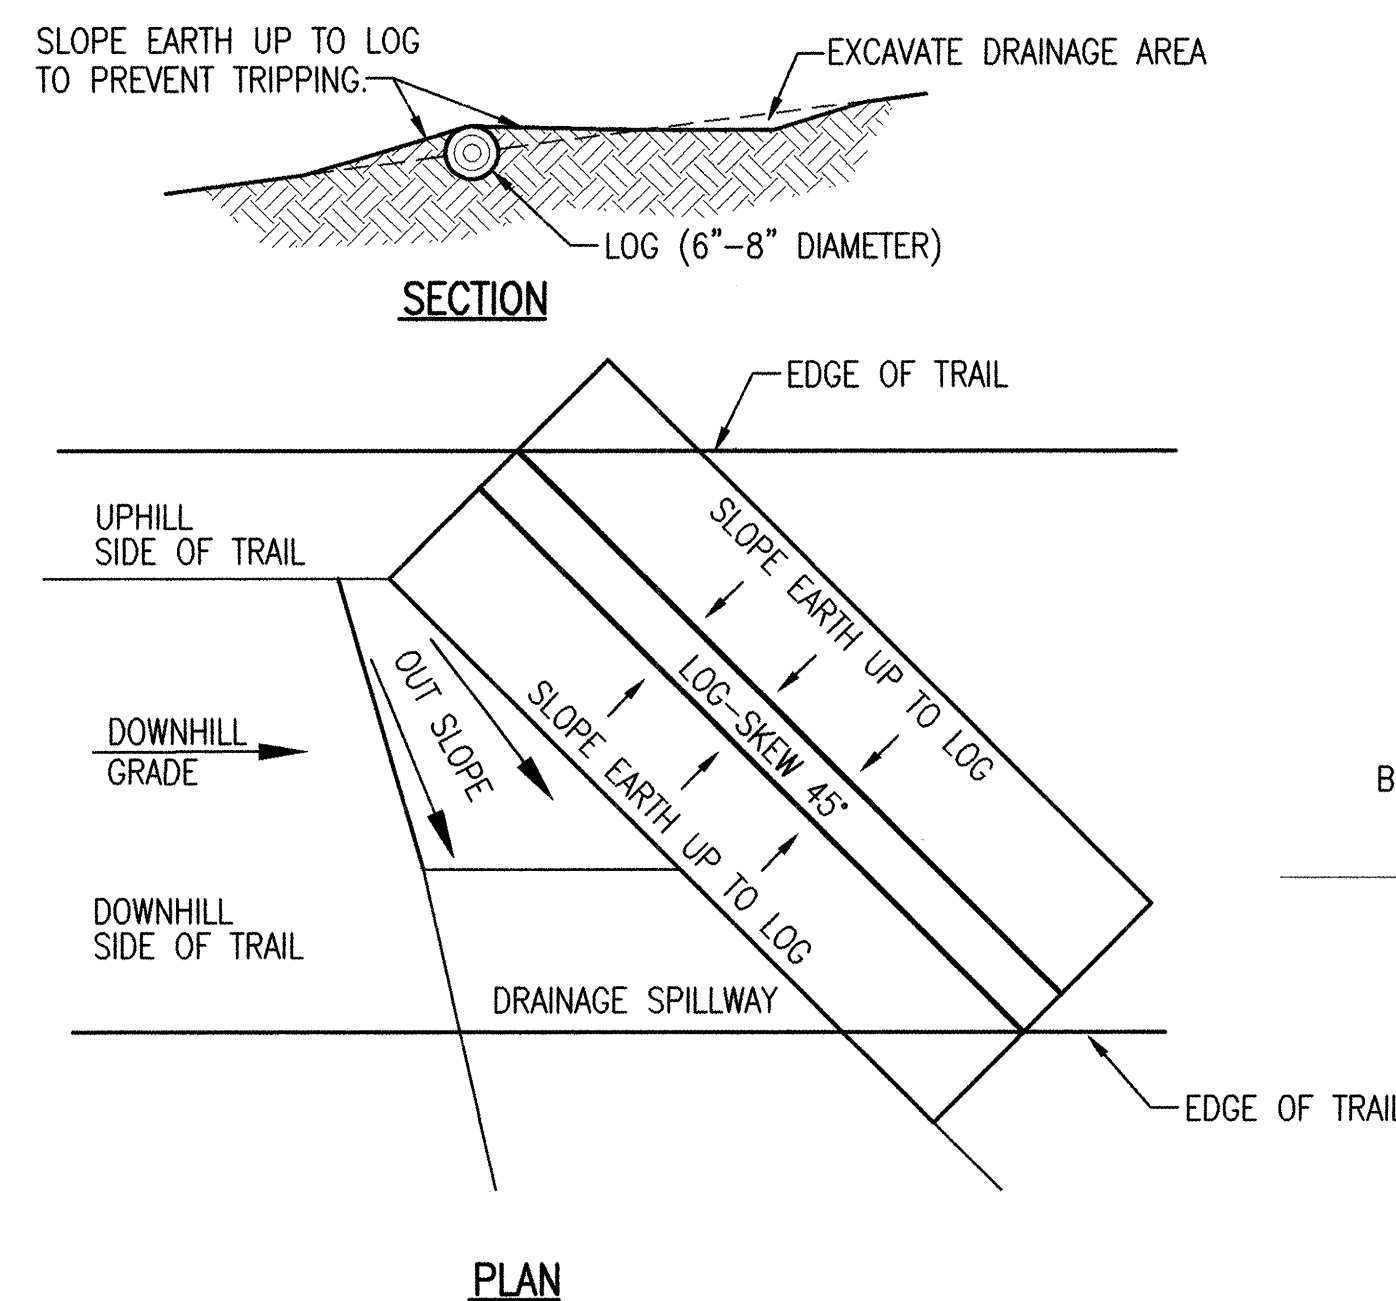 SLOPE EARTH UP TO LOG
TO PREVENT TRIPPING.
EXCAVATE DRAINAGE AREA
LOG (6"-8" DIAMETER)
SECTION
EDGE OF TRAIL
UPHILL
SIDE OF TRAIL
SLOPE EARTH UP TO LOG
LOG-SKEW 45°
SLOPE EARTH UP TO LOG
OUT SLOPE
DOWNHILL
GRADE
B
DOWNHILL
SIDE OF TRAIL
DRAINAGE SPILLWAY
EDGE OF TRAIL
PLAN